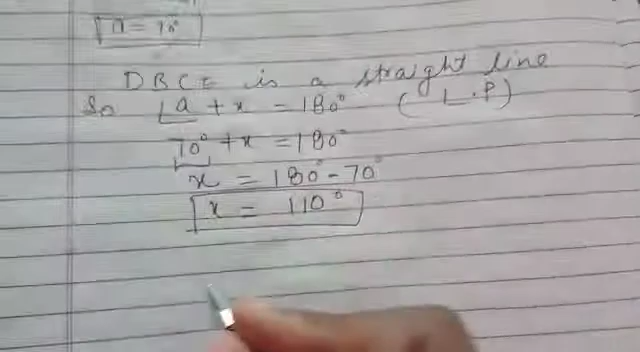 a = 70°
DBCE is a straight line
So ∠a + x = 180° (L.P)
70° + x = 180°
x = 180° - 70°
x = 110°